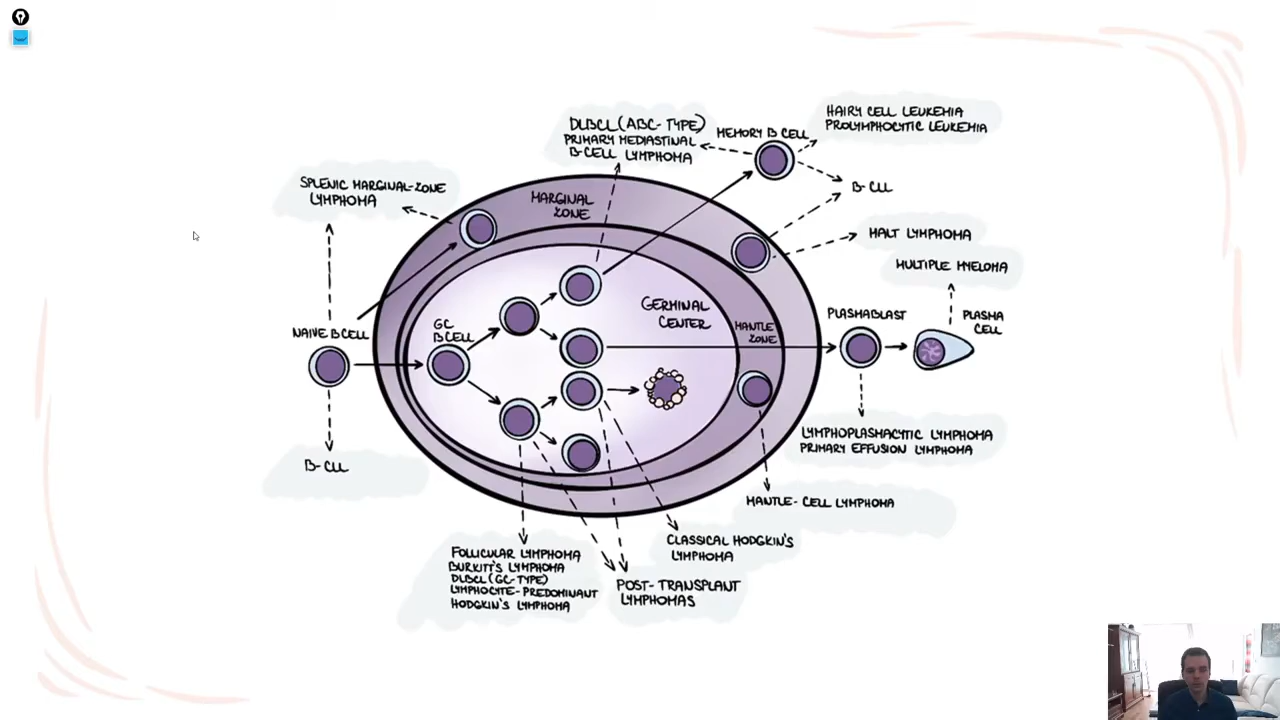 DLBCL (ABC-TYPE)
PRIMARY MEDIASTINAL
B-CELL LYMPHOMA
MEMORY B CELL
HAIRY CELL LEUKEMIA
PROLYMPHOCYTIC LEUKEMIA
SPLENIC MARGINAL-ZONE
LYMPHOMA
MARGINAL
ZONE
B-CLL
MALT LYMPHOMA
MULTIPLE MYELOMA
NAIVE B CELL
GC
B CELL
GERMINAL
CENTER
MANTLE
ZONE
PLASMABLAST
PLASMA
CELL
B-CLL
LYMPHOPLASMACYTIC LYMPHOMA
PRIMARY EFFUSION LYMPHOMA
MANTLE-CELL LYMPHOMA
CLASSICAL HODGKIN'S
LYMPHOMA
FOLLICULAR LYMPHOMA
BURKITT'S LYMPHOMA
DLBCL (GC-TYPE)
LYMPHOCYTE-PREDOMINANT
HODGKIN'S LYMPHOMA
POST-TRANSPLANT
LYMPHOMAS